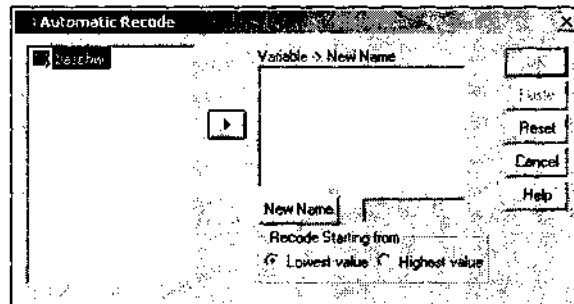 Automatic Recode
Variable -> New Name
OK
Paste
Reset
Cancel
Help
New Name
Recode Starting from
Lowest value Highest value